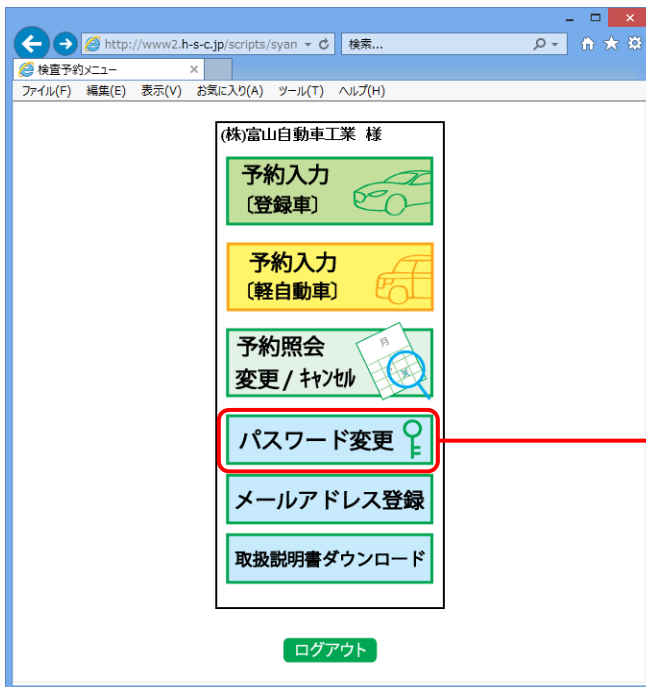 http://www2.h-s-c.jp/scripts/syan
検索...
検査予約メニュー
ファイル(F) 編集(E) 表示(V) お気に入り(A) ツール(T) ヘルプ(H)
(株)富山自動車工業 様
予約入力
〔登録車〕
予約入力
〔軽自動車〕
予約照会
変更 / ｷｬﾝｾﾙ
月
パスワード変更
メールアドレス登録
取扱説明書ダウンロード
ログアウト